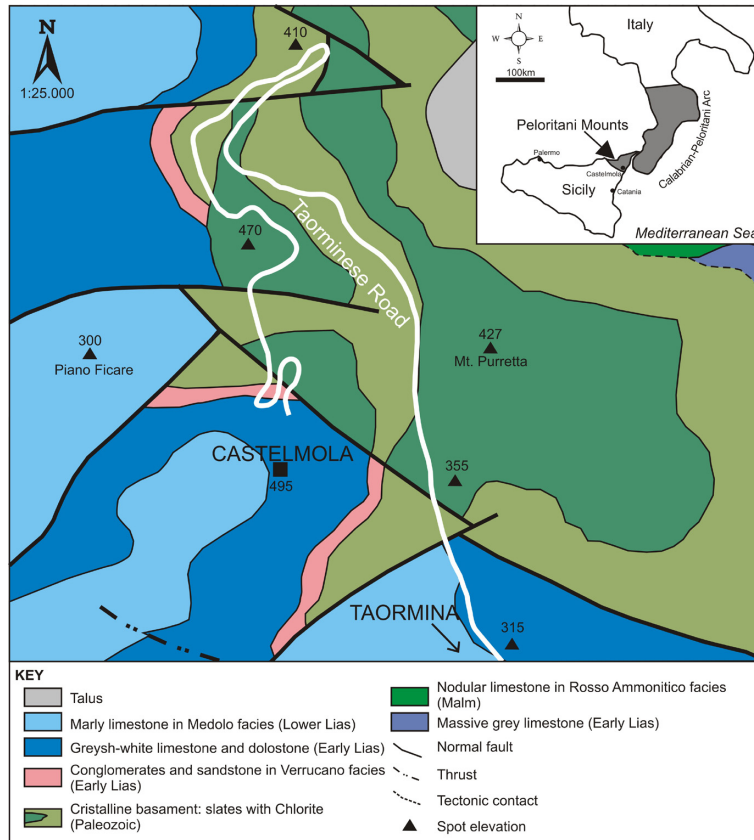 N
1:25.000
410
470
Taorminese Road
300
Piano Ficare
427
Mt. Purretta
CASTELMOLA
495
355
TAORMINA
315
N
W
E
S
100km
Italy
Peloritani Mounts
Calabrian-Peloritani Arc
Palermo
Castelmola
Catania
Sicily
Mediterranean Sea
KEY
Talus
Marly limestone in Medolo facies (Lower Lias)
Greysh-white limestone and dolostone (Early Lias)
Conglomerates and sandstone in Verrucano facies
(Early Lias)
Cristalline basament: slates with Chlorite
(Paleozoic)
Nodular limestone in Rosso Ammonitico facies
(Malm)
Massive grey limestone (Early Lias)
Normal fault
Thrust
Tectonic contact
Spot elevation